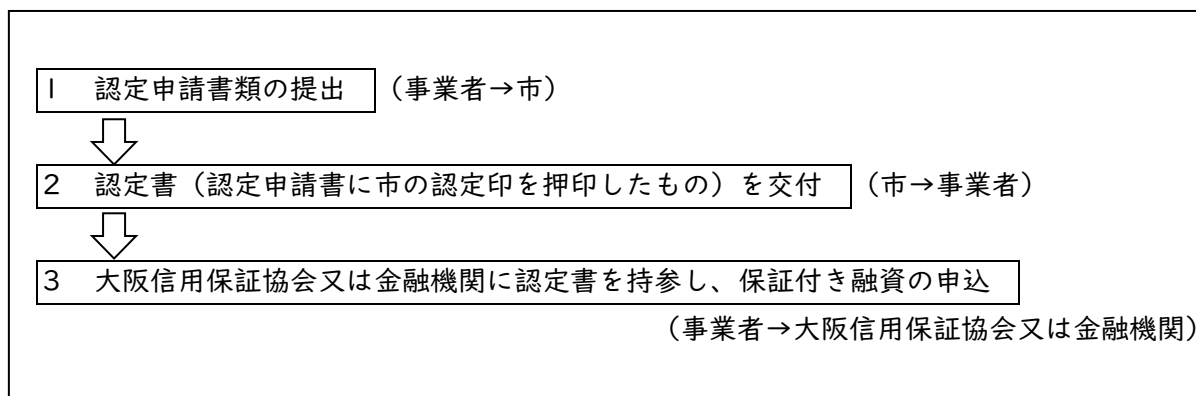 1　認定申請書類の提出　（事業者→市）
2　認定書（認定申請書に市の認定印を押印したもの）を交付　（市→事業者）
3　大阪信用保証協会又は金融機関に認定書を持参し、保証付き融資の申込
（事業者→大阪信用保証協会又は金融機関）